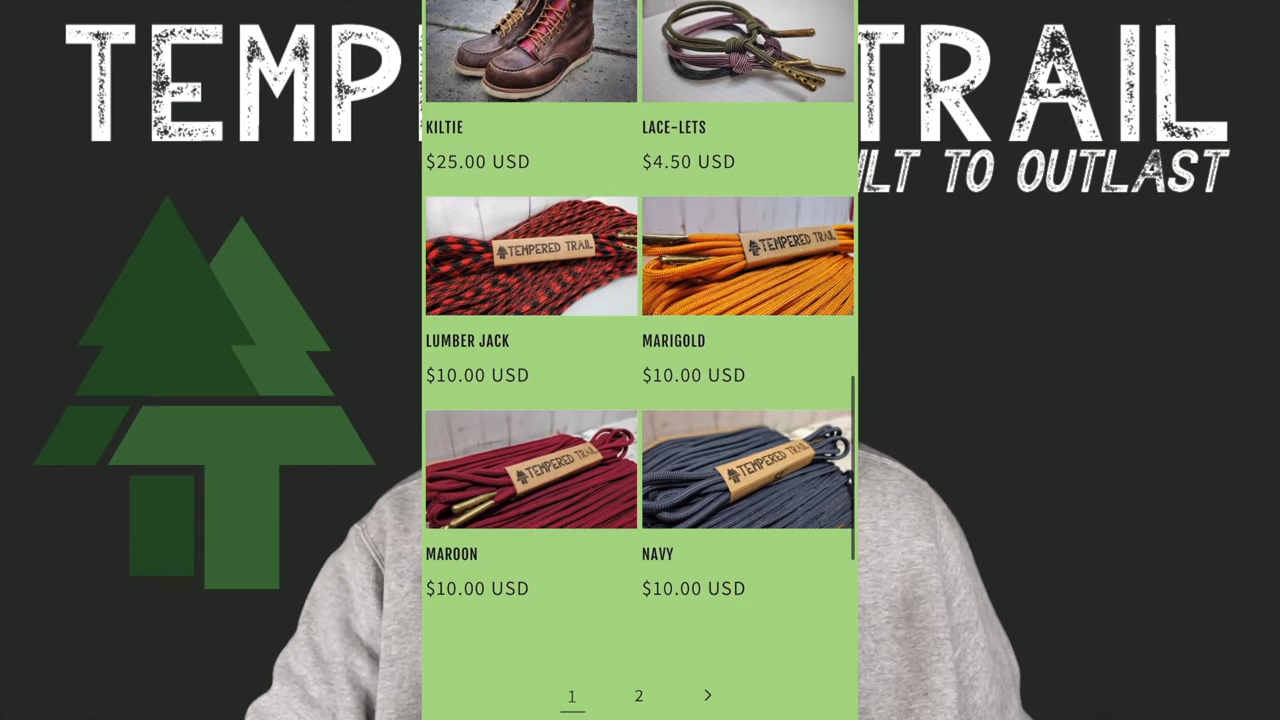 TEMP
TRAIL
ILT TO OUTLAST
KILTIE
$25.00 USD
LACE-LETS
$4.50 USD
TEMPERED TRAIL
TEMPERED TRAIL
LUMBER JACK
$10.00 USD
MARIGOLD
$10.00 USD
TEMPERED TRAIL
TEMPERED TRAIL
MAROON
$10.00 USD
NAVY
$10.00 USD
1 2 >